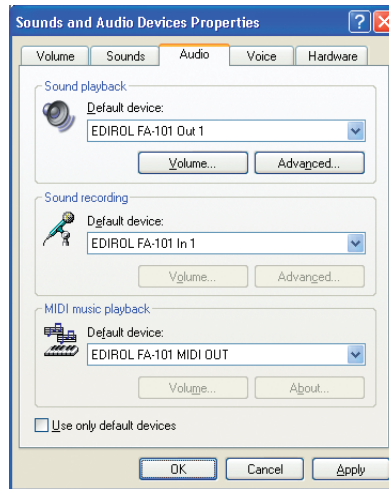 Sounds and Audio Devices Properties
Volume Sounds Audio Voice Hardware
Sound playback
Default device:
EDIROL FA-101 Out 1
Volume... Advanced...
Sound recording
Default device:
EDIROL FA-101 In 1
Volume... Advanced...
MIDI music playback
Default device:
EDIROL FA-101 MIDI OUT
Volume... About...
Use only default devices
OK Cancel Apply